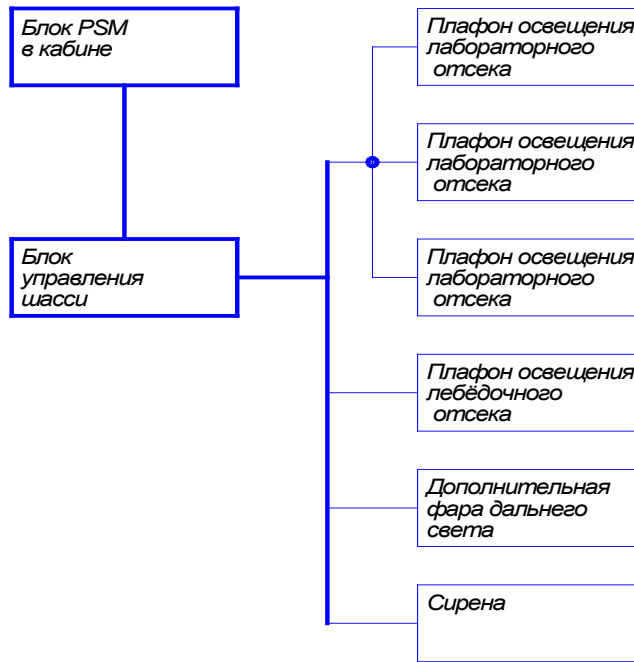 Блок PSM
в кабине
Блок
управления
шасси
Плафон освещения
лабораторного
отсека
Плафон освещения
лабораторного
отсека
Плафон освещения
лабораторного
отсека
Плафон освещения
лебёдочного
отсека
Дополнительная
фара дальнего
света
Сирена